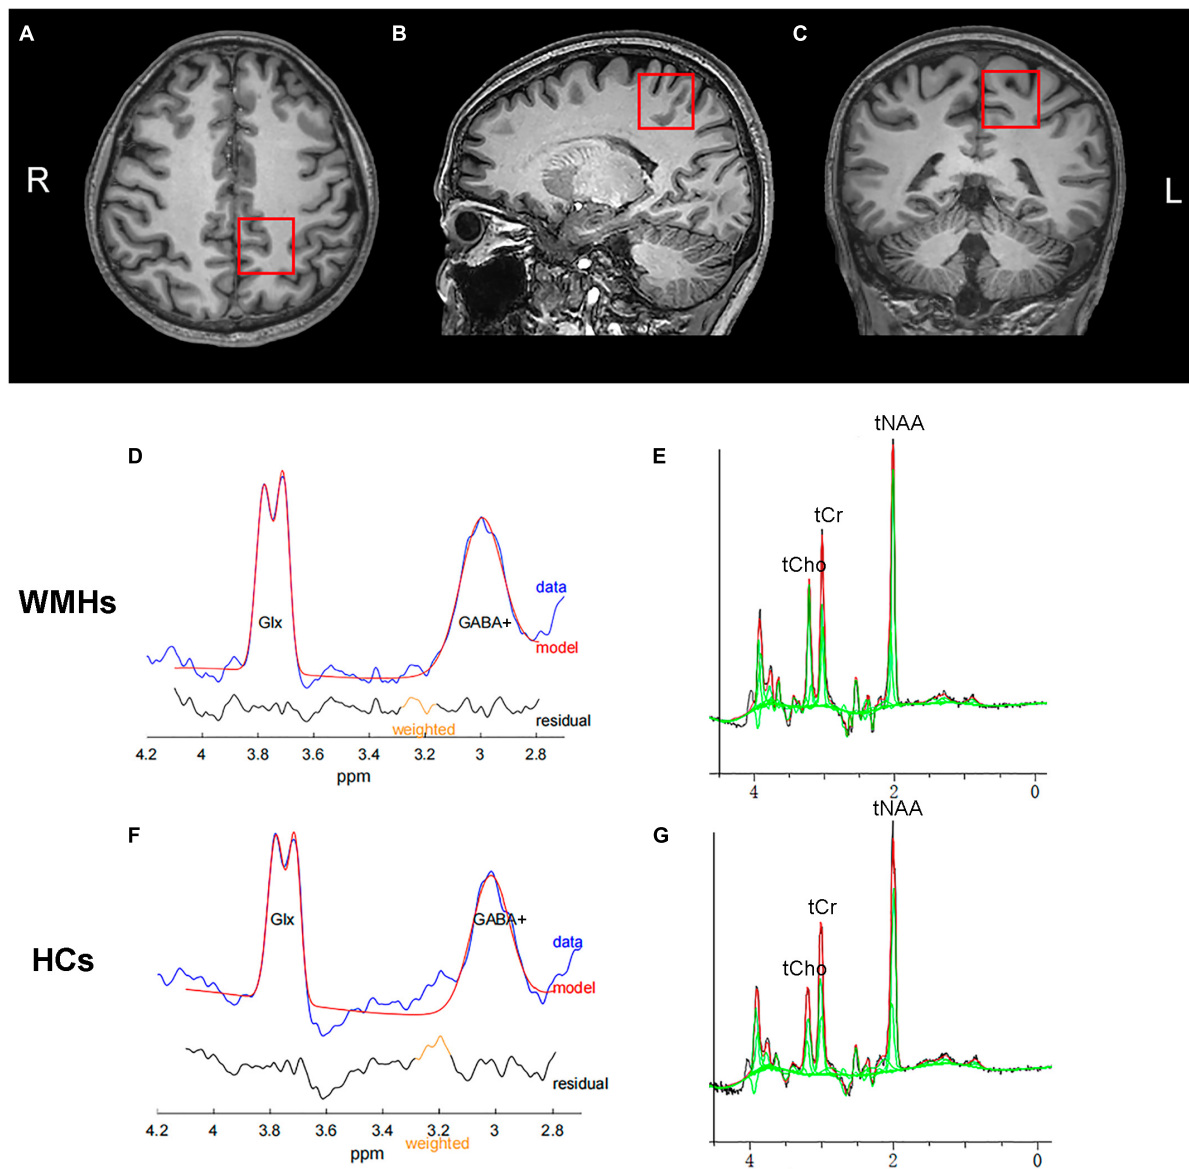 A
B
C
R
L
D
E
tNAA
tCr
tCho
WMHs
Glx
GABA+
data
model
residual
weighted
4.2 4 3.8 3.6 3.4 3.2 3 2.8
ppm
4 2 0
F
G
tNAA
tCr
tCho
HCs
Glx
GABA+
data
model
residual
4.2 4 3.8 3.6 3.4 3.2 3 2.8
weighted
ppm
4 2 0